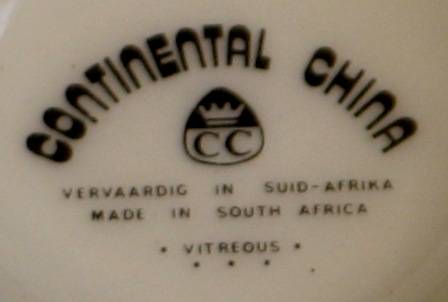 CONTINENTAL CHINA
CC
VERVAARDIG IN SUID-AFRIKA
MADE IN SOUTH AFRICA
• VITREOUS •